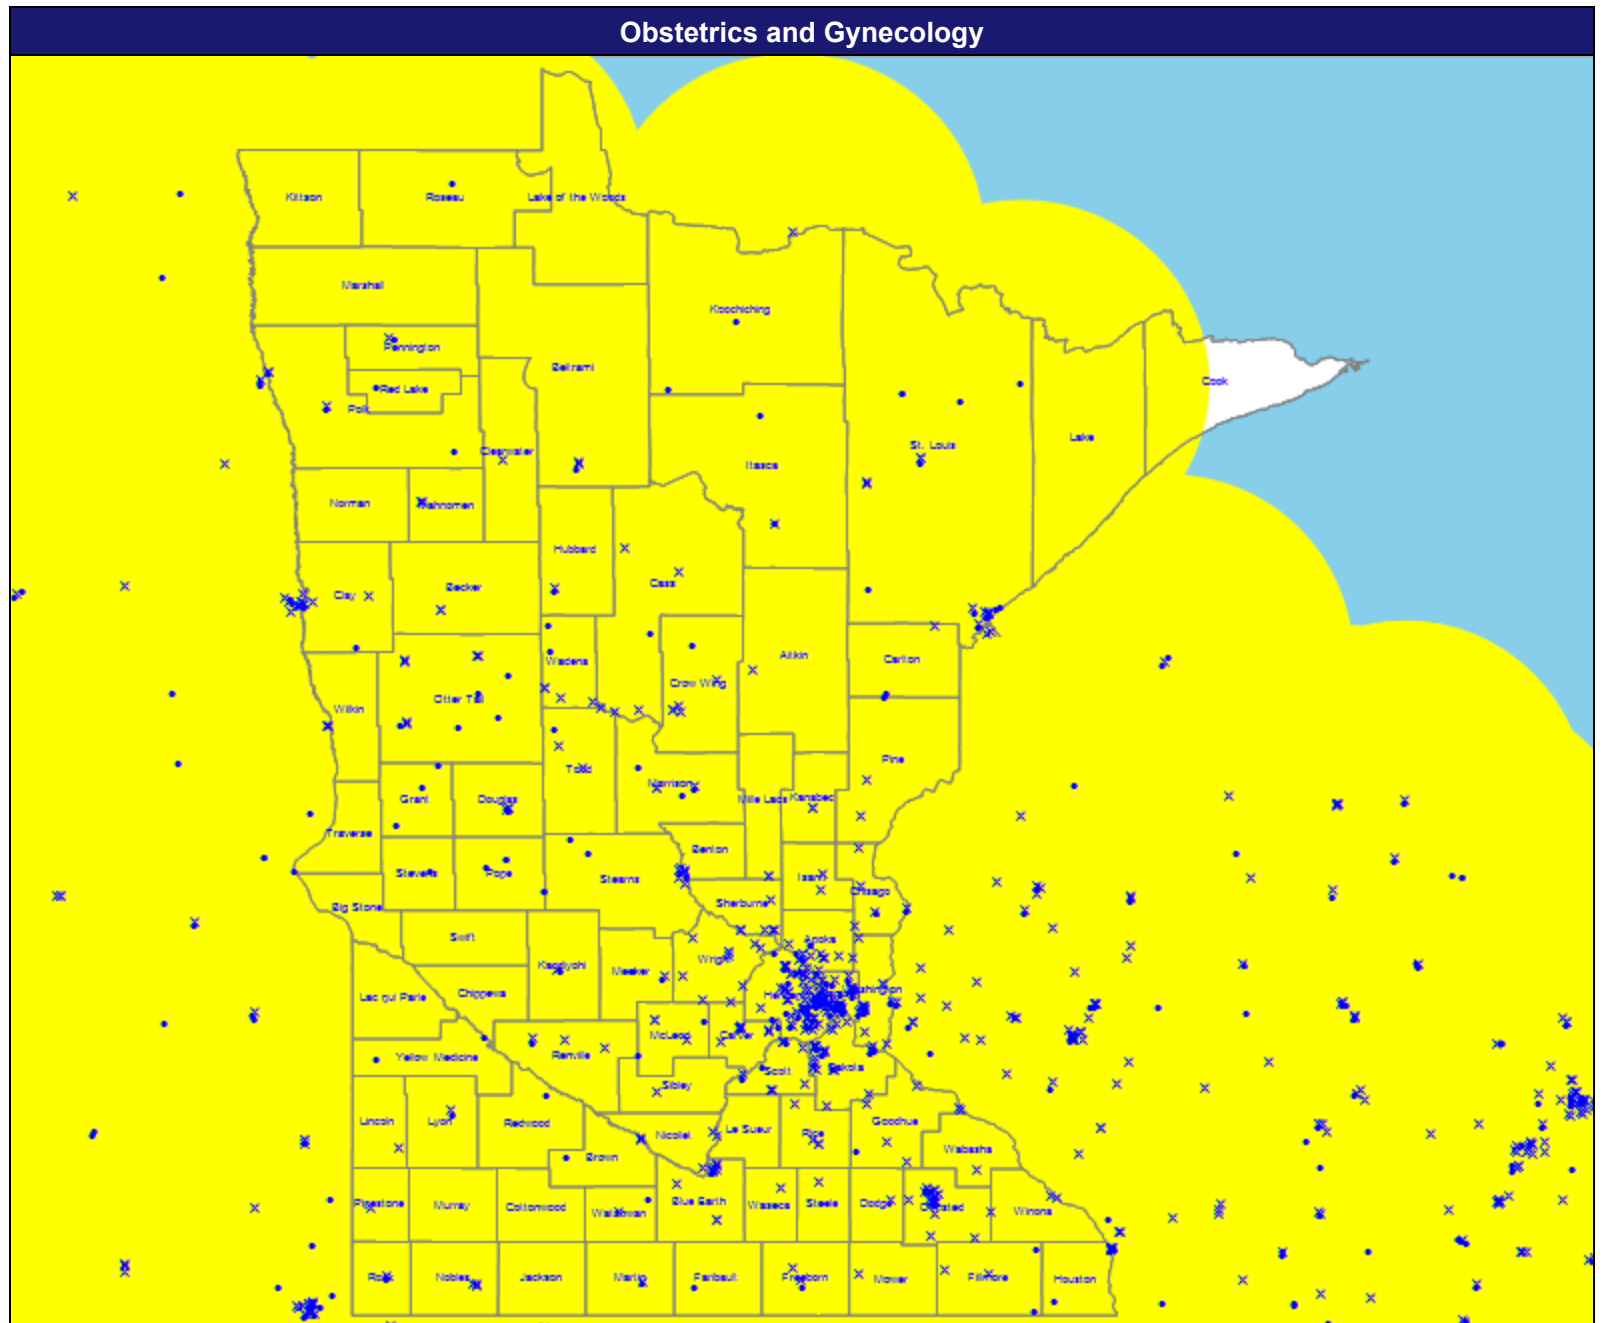 Obstetrics and Gynecology
Kittson
Roseau
Lake of the Woods
Marshall
Koochiching
Pennington
Beltrami
Red Lake
Polk
Cook
Lake
St. Louis
Clearwater
Itasca
Norman
Mahnomen
Hubbard
Cass
Clay
Becker
Wadena
Aitkin
Carlton
Crow Wing
Otter Tail
Wilkin
Pine
Todd
Morrison
Grant
Douglas
Mille Lacs
Kanabec
Traverse
Benton
Stevens
Pope
Stearns
Isanti
Chisago
Sherburne
Big Stone
Swift
Anoka
Kandiyohi
Meeker
Wright
Lac qui Parle
Chippewa
McLeod
Carver
Yellow Medicine
Renville
Scott
Dakota
Sibley
Lincoln
Lyon
Redwood
Nicollet
Le Sueur
Rice
Goodhue
Wabasha
Brown
Pipestone
Murray
Cottonwood
Watonwan
Blue Earth
Waseca
Steele
Dodge
Olmsted
Winona
Rock
Nobles
Jackson
Martin
Faribault
Freeborn
Mower
Fillmore
Houston